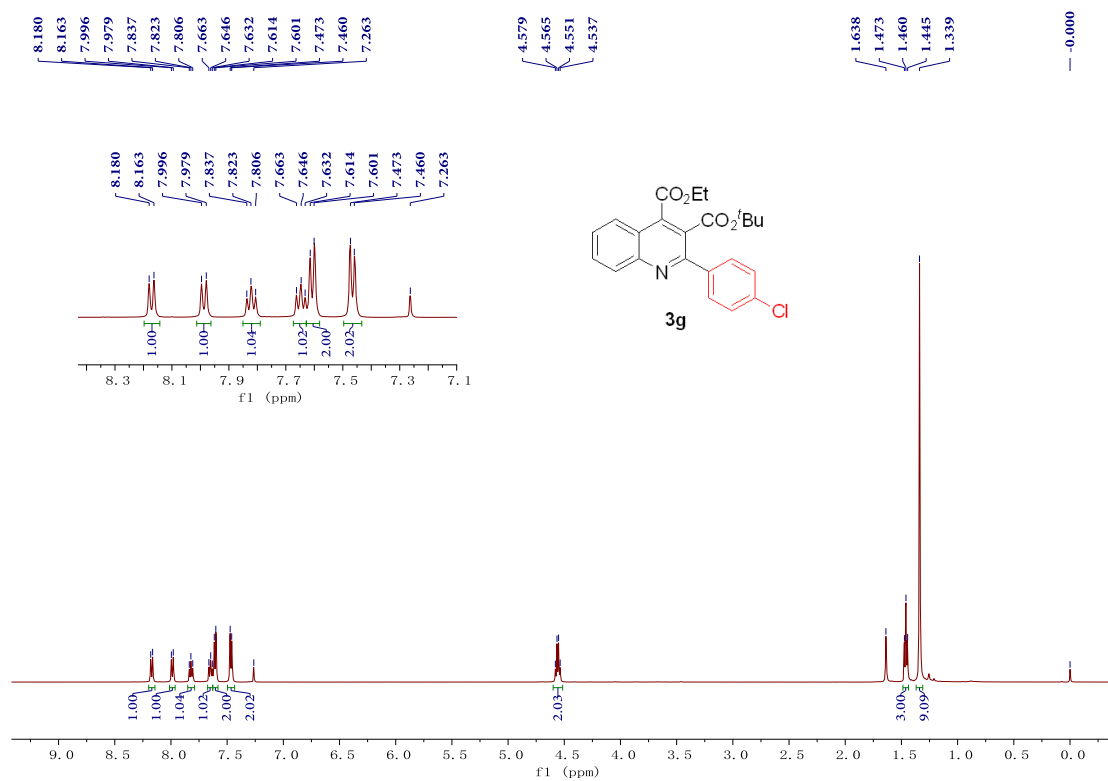 8.180 8.163 7.996 7.979 7.837 7.823 7.806 7.663 7.646 7.632 7.614 7.601 7.473 7.460 7.263
4.579 4.565 4.551 4.537
1.638 1.473 1.460 1.445 1.339
-0.000
8.180 8.163 7.996 7.979 7.837 7.823 7.806 7.663 7.646 7.632 7.614 7.601 7.473 7.460 7.263
CO2Et
CO2tBu
N
Cl
3g
1.00 1.00 1.04 1.02 2.00 2.02
8.3 8.1 7.9 7.7 7.5 7.3 7.1
f1 (ppm)
1.00 1.00 1.04 1.02 2.00 2.02 2.03 3.00 9.09
9.0 8.5 8.0 7.5 7.0 6.5 6.0 5.5 5.0 4.5 4.0 3.5 3.0 2.5 2.0 1.5 1.0 0.5 0.0
f1 (ppm)